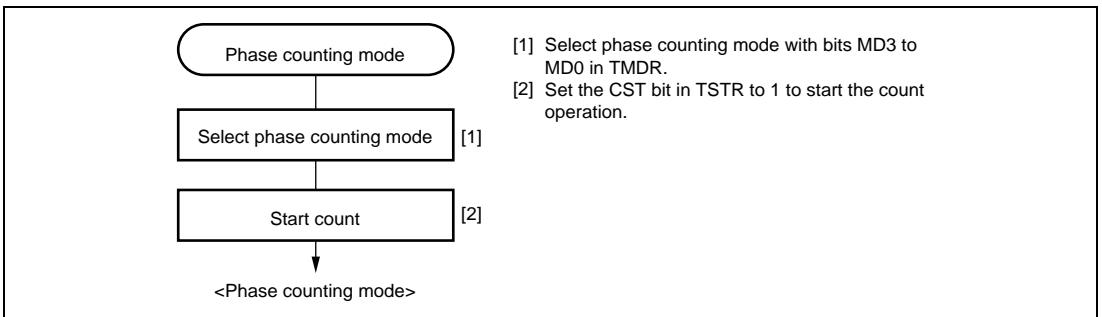 Phase counting mode
Select phase counting mode [1]
Start count [2]
<Phase counting mode>
[1] Select phase counting mode with bits MD3 to
MD0 in TMDR.
[2] Set the CST bit in TSTR to 1 to start the count
operation.